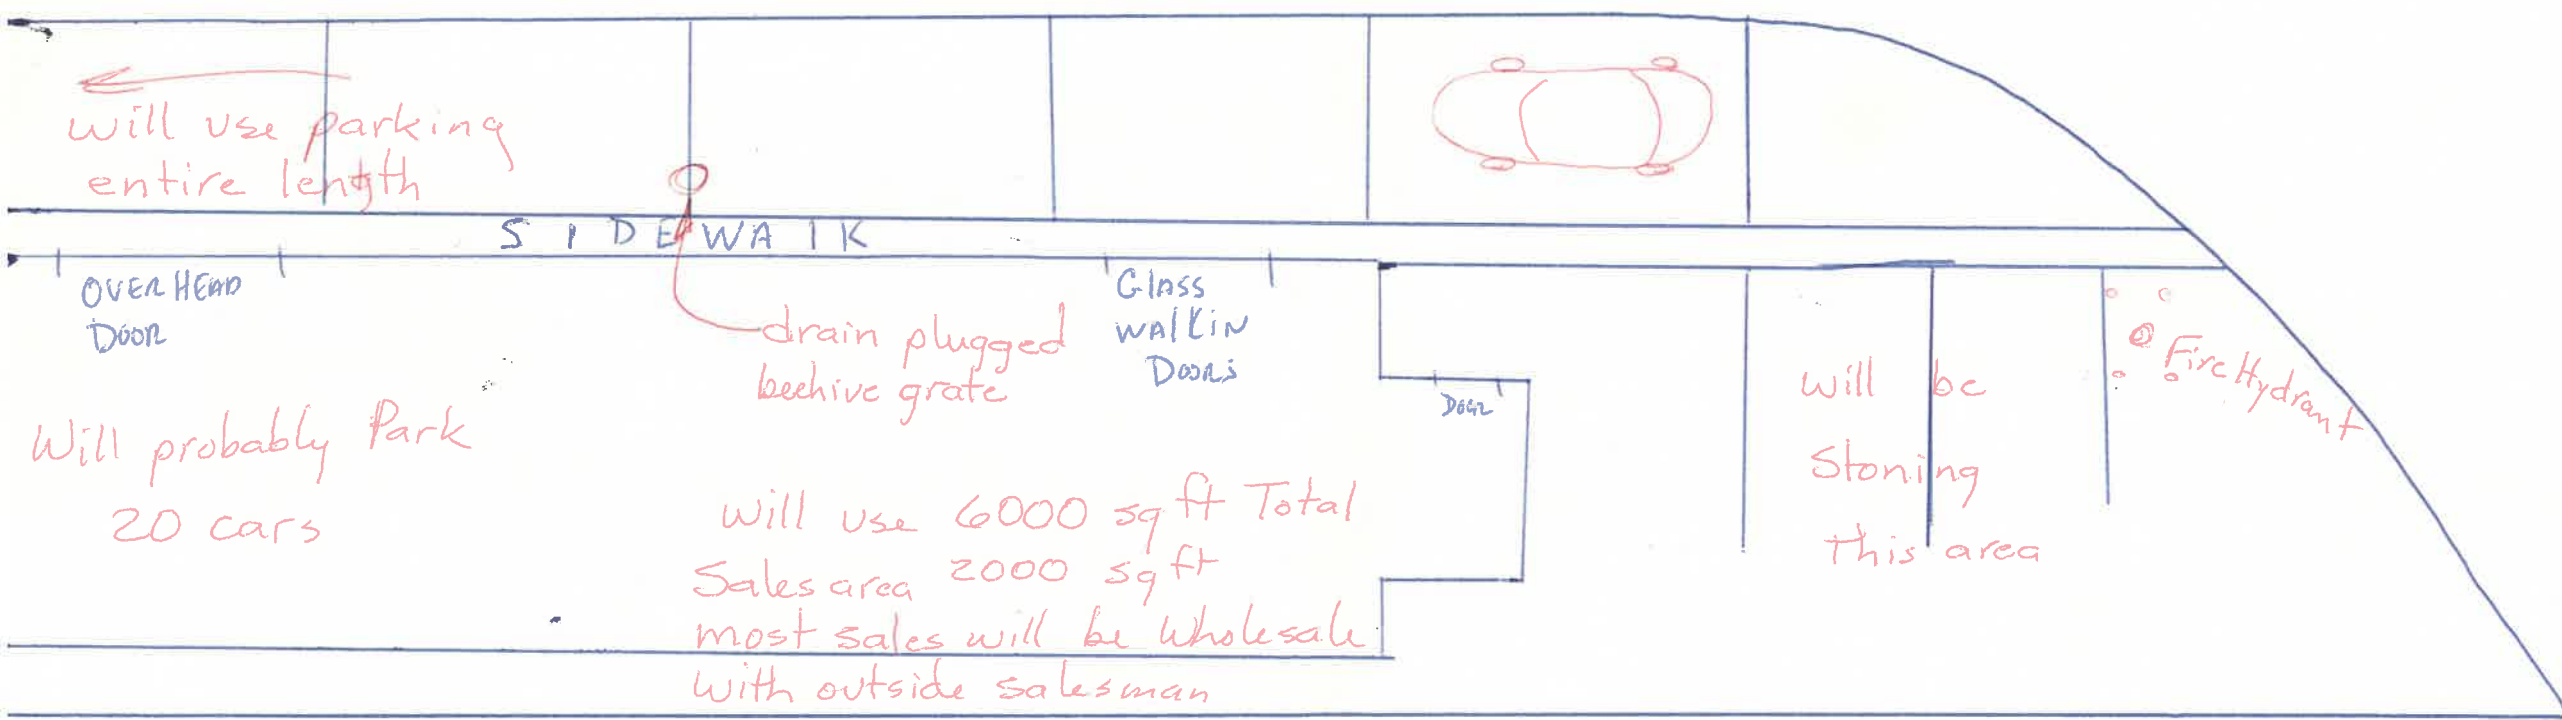 will use parking
entire length
SIDEWAlK
OVERHEAD
DOOR
GlASS
WAlKiN
DOORS
drain plugged
beehive grate
DOOR
Fire Hydrant
will be
Stoning
This area
Will probably Park
20 cars
will use 6000 sq ft Total
Sales area 2000 sq ft
most sales will be Wholesale
with outside salesman